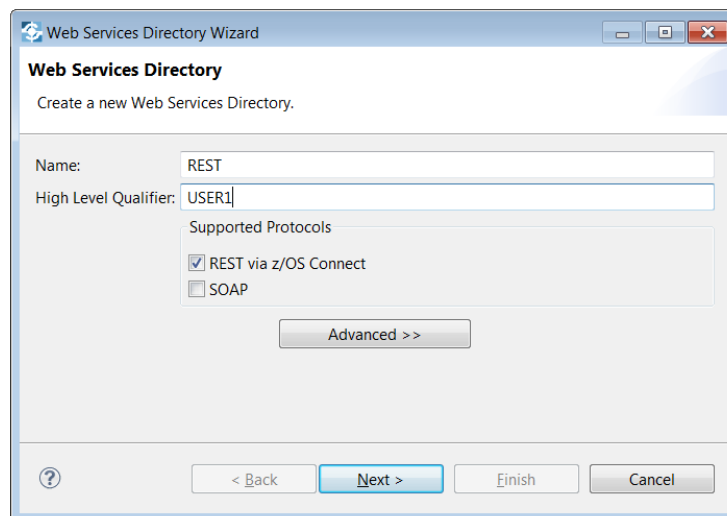 Web Services Directory Wizard
Web Services Directory
Create a new Web Services Directory.
Name: REST
High Level Qualifier: USER1
Supported Protocols
REST via z/OS Connect
SOAP
Advanced >>
? < Back Next > Finish Cancel